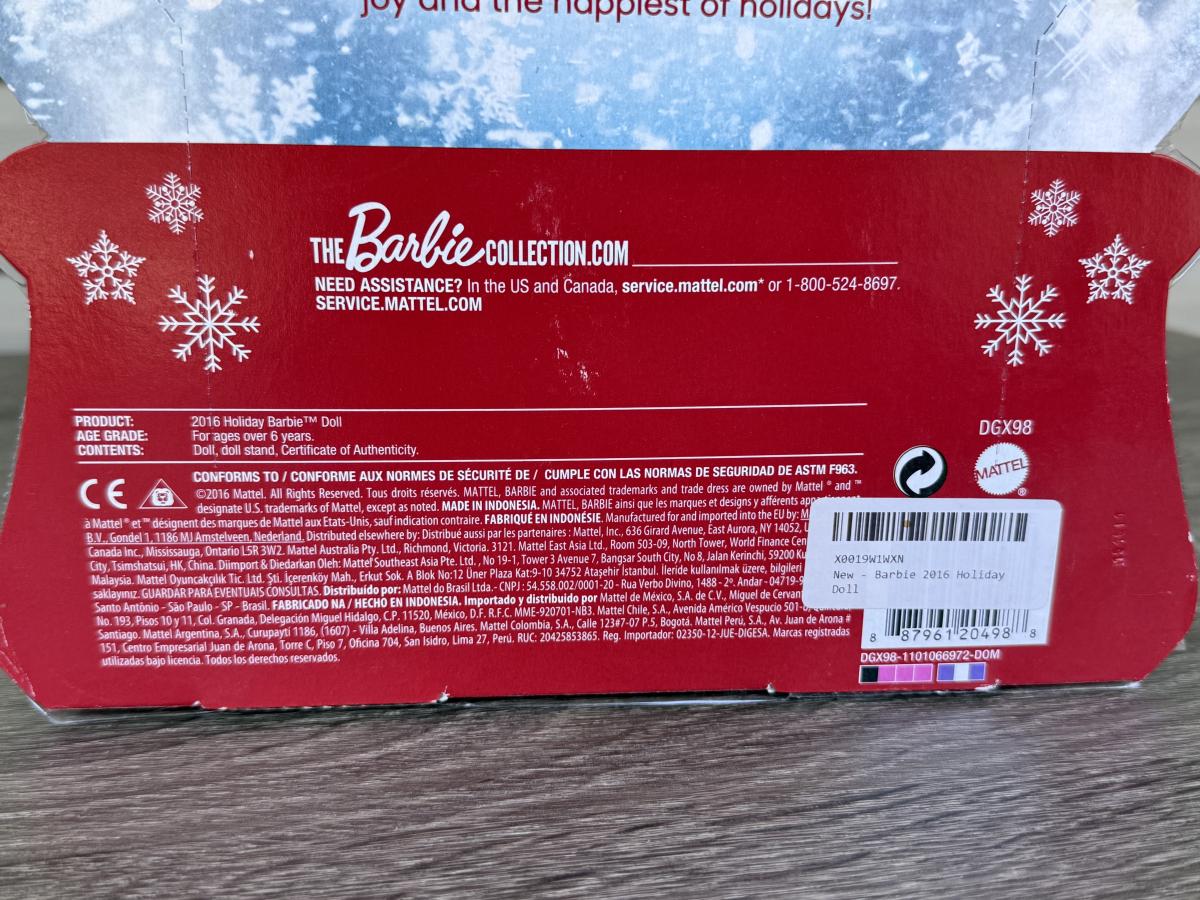 joy and the happiest of holidays!
THE Barbie COLLECTION.COM
NEED ASSISTANCE? In the US and Canada, service.mattel.com* or 1-800-524-8697.
SERVICE.MATTEL.COM
PRODUCT: 2016 Holiday Barbie™ Doll
AGE GRADE: For ages over 6 years.
CONTENTS: Doll, doll stand, Certificate of Authenticity.
DGX98
MATTEL®
CONFORMS TO / CONFORME AUX NORMES DE SÉCURITÉ DE / CUMPLE CON LAS NORMAS DE SEGURIDAD DE ASTM F963.
CE ©2016 Mattel. All Rights Reserved. Tous droits réservés. MATTEL, BARBIE and associated trademarks and trade dress are owned by Mattel ® and ™
designate U.S. trademarks of Mattel, except as noted. MADE IN INDONESIA. MATTEL, BARBIE ainsi que les marques et designs y afférents
à Mattel ® et ™ désignent des marques de Mattel aux Etats-Unis, sauf indication contraire. FABRIQUÉ EN INDONÉSIE. Manufactured for and imported into the EU by:
B.V., Gondel 1, 1186 MJ Amstelveen, Nederland. Distributed elsewhere by: Distribué aussi par les partenaires : Mattel, Inc., 636 Girard Avenue, East Aurora, NY 14052,
Canada Inc., Mississauga, Ontario L5R 3W2. Mattel Australia Pty. Ltd., Richmond, Victoria. 3121. Mattel East Asia Ltd., Room 503-09, North Tower, World Finance
City, Tsimshatsui, HK, China. Diimport & Diedarkan Oleh: Mattel Southeast Asia Pte. Ltd., No 19-1, Tower 3 Avenue 7, Bangsar South City, No 8, Jalan Kerinchi, 59200
Malaysia. Mattel Oyuncakçılık Tic. Ltd. Şti. İçerenköy Mah., Erkut Sok. A Blok No:12 Üner Plaza Kat:9-10 34752 Ataşehir İstanbul. İleride kullanılmak üzere, bilgileri
saklayınız. GUARDAR PARA EVENTUAIS CONSULTAS. Distribuído por: Mattel do Brasil Ltda.- CNPJ : 54.558.002/0001-20 - Rua Verbo Divino, 1488 - 2º. Andar - 04719-9
Santo Antônio - São Paulo - SP - Brasil. FABRICADO NA / HECHO EN INDONESIA. Importado y distribuido por Mattel de México, S.A. de C.V., Miguel de Cervan
No. 193, Pisos 10 y 11, Col. Granada, Delegación Miguel Hidalgo, C.P. 11520, México, D.F. R.F.C. MME-920701-NB3. Mattel Chile, S.A., Avenida Américo Vespucio
Santiago. Mattel Argentina, S.A., Curupaytí 1186, (1607) - Villa Adelina, Buenos Aires. Mattel Colombia, S.A., Calle 123#7-07 P.5, Bogotá. Mattel Perú, S.A., Av. Juan de Arona #
151, Centro Empresarial Juan de Arona, Torre C, Piso 7, Oficina 704, San Isidro, Lima 27, Perú. RUC: 20425853865. Reg. Importador: 02350-12-JUE-DIGESA. Marcas registradas
utilizadas bajo licencia. Todos los derechos reservados.
X0019W1WXN
New - Barbie 2016 Holiday
Doll
8 87961 20498 8
DGX98-1101066972-DOM